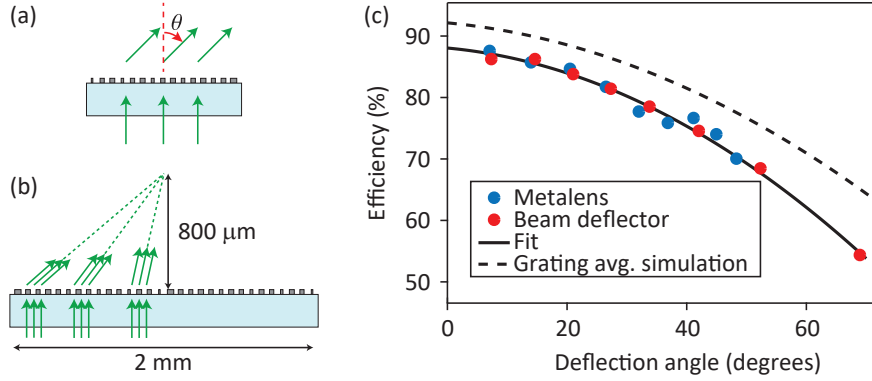 (a)
θ
(b)
800 μm
2 mm
(c)
Efficiency (%)
90
80
70
60
50
Metalens
Beam deflector
Fit
Grating avg. simulation
0
20
40
60
Deflection angle (degrees)